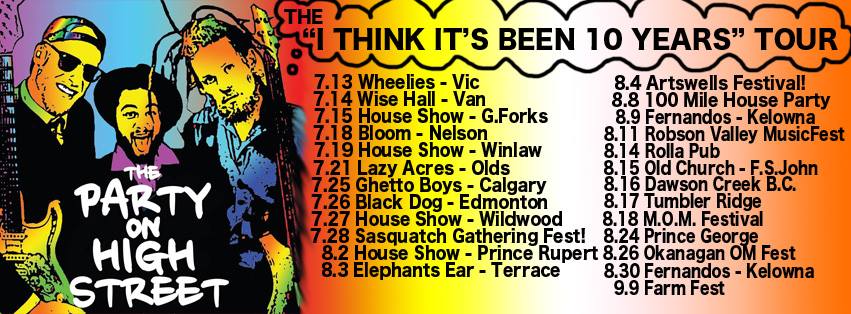 THE
"I THINK IT'S BEEN 10 YEARS" TOUR
THE
PARTY
ON
HIGH
STREET
7.13 Wheelies - Vic
7.14 Wise Hall - Van
7.15 House Show - G.Forks
7.18 Bloom - Nelson
7.19 House Show - Winlaw
7.21 Lazy Acres - Olds
7.25 Ghetto Boys - Calgary
7.26 Black Dog - Edmonton
7.27 House Show - Wildwood
7.28 Sasquatch Gathering Fest!
8.2 House Show - Prince Rupert
8.3 Elephants Ear - Terrace
8.4 Artswells Festival!
8.8 100 Mile House Party
8.9 Fernandos - Kelowna
8.11 Robson Valley MusicFest
8.14 Rolla Pub
8.15 Old Church - F.S.John
8.16 Dawson Creek B.C.
8.17 Tumbler Ridge
8.18 M.O.M. Festival
8.24 Prince George
8.26 Okanagan OM Fest
8.30 Fernandos - Kelowna
9.9 Farm Fest